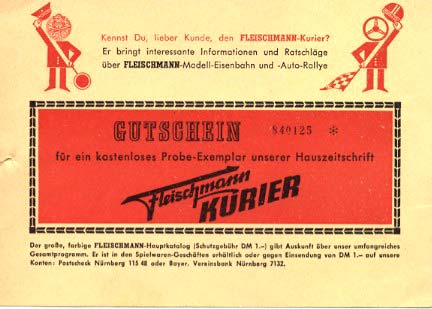 Kennst Du, lieber Kunde, den FLEISCHMANN-Kurier?
Er bringt interessante Informationen und Ratschläge
über FLEISCHMANN-Modell-Eisenbahn und -Auto-Rallye
GUTSCHEIN 840125 *
für ein kostenloses Probe-Exemplar unserer Hauszeitschrift
Fleischmann
KURIER
Der große, farbige FLEISCHMANN-Hauptkatalog (Schutzgebühr DM 1.–) gibt Auskunft über unser umfangreiches
Gesamtprogramm. Er ist in den Spielwaren-Geschäften erhältlich oder gegen Einsendung von DM 1.– auf unsere
Konten: Postscheck Nürnberg 115 48 oder Bayer. Vereinsbank Nürnberg 7132.